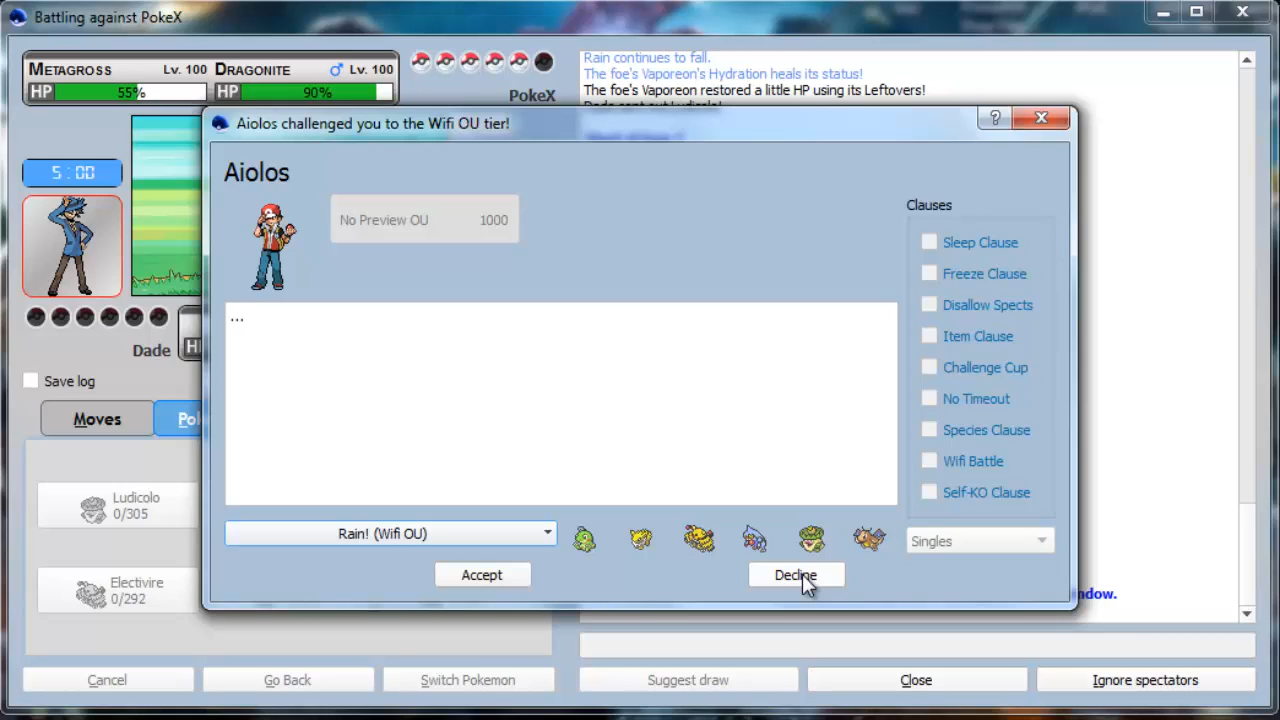 Battling against PokeX
METAGROSS Lv. 100 DRAGONITE ♂ Lv. 100
HP 55% HP 90%
PokeX
Rain continues to fall.
The foe's Vaporeon's Hydration heals its status!
The foe's Vaporeon restored a little HP using its Leftovers!
Aiolos challenged you to the Wifi OU tier!
?
Aiolos
No Preview OU 1000
5:00
...
Clauses
Sleep Clause
Freeze Clause
Disallow Spects
Item Clause
Challenge Cup
No Timeout
Species Clause
Wifi Battle
Self-KO Clause
Dade
Save log
Moves
Ludicolo
0/305
Electivire
0/292
Rain! (Wifi OU)
Singles
Accept
Decline
ndow.
Cancel
Go Back
Switch Pokemon
Suggest draw
Close
Ignore spectators